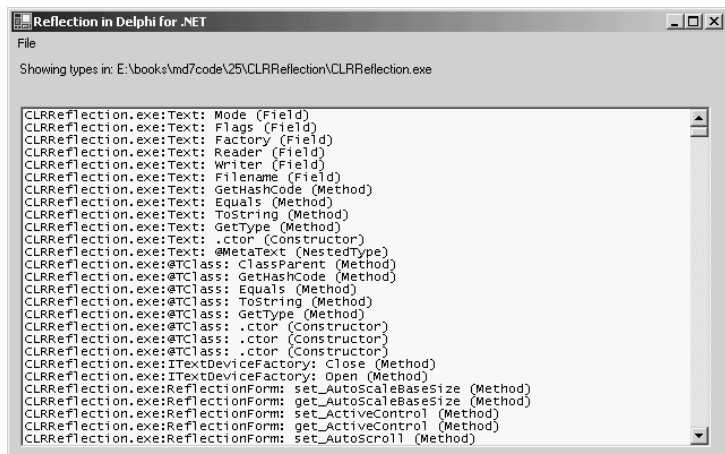 Reflection in Delphi for .NET
File
Showing types in: E:\books\md7code\25\CLRReflection\CLRReflection.exe
CLRReflection.exe:Text: Mode (Field)
CLRReflection.exe:Text: Flags (Field)
CLRReflection.exe:Text: Factory (Field)
CLRReflection.exe:Text: Reader (Field)
CLRReflection.exe:Text: Writer (Field)
CLRReflection.exe:Text: Filename (Field)
CLRReflection.exe:Text: GetHashCode (Method)
CLRReflection.exe:Text: Equals (Method)
CLRReflection.exe:Text: ToString (Method)
CLRReflection.exe:Text: GetType (Method)
CLRReflection.exe:Text: .ctor (Constructor)
CLRReflection.exe:Text: @MetaText (NestedType)
CLRReflection.exe:@TClass: ClassParent (Method)
CLRReflection.exe:@TClass: GetHashCode (Method)
CLRReflection.exe:@TClass: Equals (Method)
CLRReflection.exe:@TClass: ToString (Method)
CLRReflection.exe:@TClass: GetType (Method)
CLRReflection.exe:@TClass: .ctor (Constructor)
CLRReflection.exe:@TClass: .ctor (Constructor)
CLRReflection.exe:@TClass: .ctor (Constructor)
CLRReflection.exe:ITextDeviceFactory: Close (Method)
CLRReflection.exe:ITextDeviceFactory: Open (Method)
CLRReflection.exe:ReflectionForm: set_AutoScaleBaseSize (Method)
CLRReflection.exe:ReflectionForm: get_AutoScaleBaseSize (Method)
CLRReflection.exe:ReflectionForm: set_ActiveControl (Method)
CLRReflection.exe:ReflectionForm: get_ActiveControl (Method)
CLRReflection.exe:ReflectionForm: set_AutoScroll (Method)